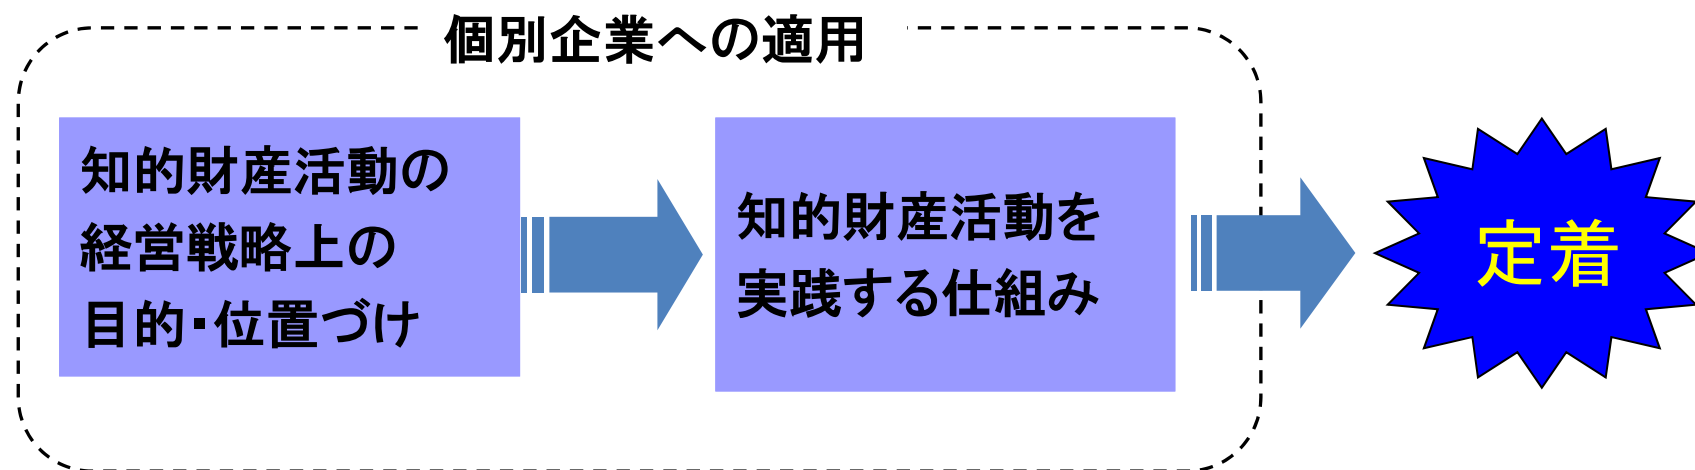 個別企業への適用
知的財産活動の
経営戦略上の
目的・位置づけ
知的財産活動を
実践する仕組み
定着